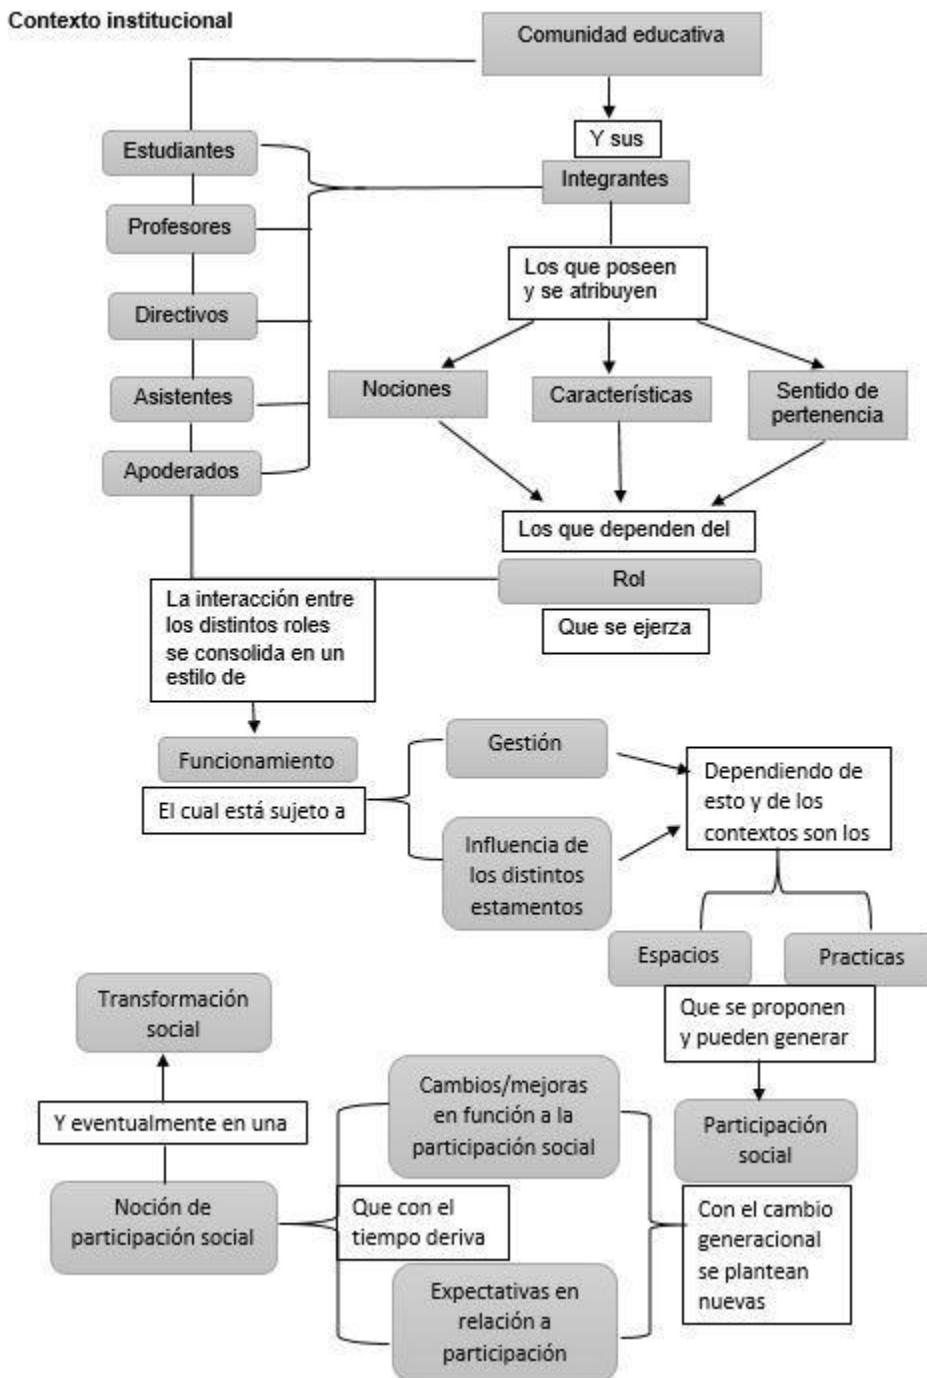 Contexto institucional
Comunidad educativa
Y sus
Integrantes
Estudiantes
Profesores
Directivos
Asistentes
Apoderados
Los que poseen
y se atribuyen
Nociones
Característícas
Sentido de
pertenencia
Los que dependen del
Rol
Que se ejerza
La interacción entre
los distintos roles
se consolida en un
estilo de
Funcionamiento
El cual está sujeto a
Gestión
Influencia de
los distintos
estamentos
Dependiendo de
esto y de los
contextos son los
Espacios
Practicas
Que se proponen
y pueden generar
Participación
social
Con el cambio
generacional
se plantean
nuevas
Cambios/mejoras
en función a la
participación social
Expectativas en
relación a
participación
Que con el
tiempo deriva
Noción de
participación social
Y eventualmente en una
Transformación
social